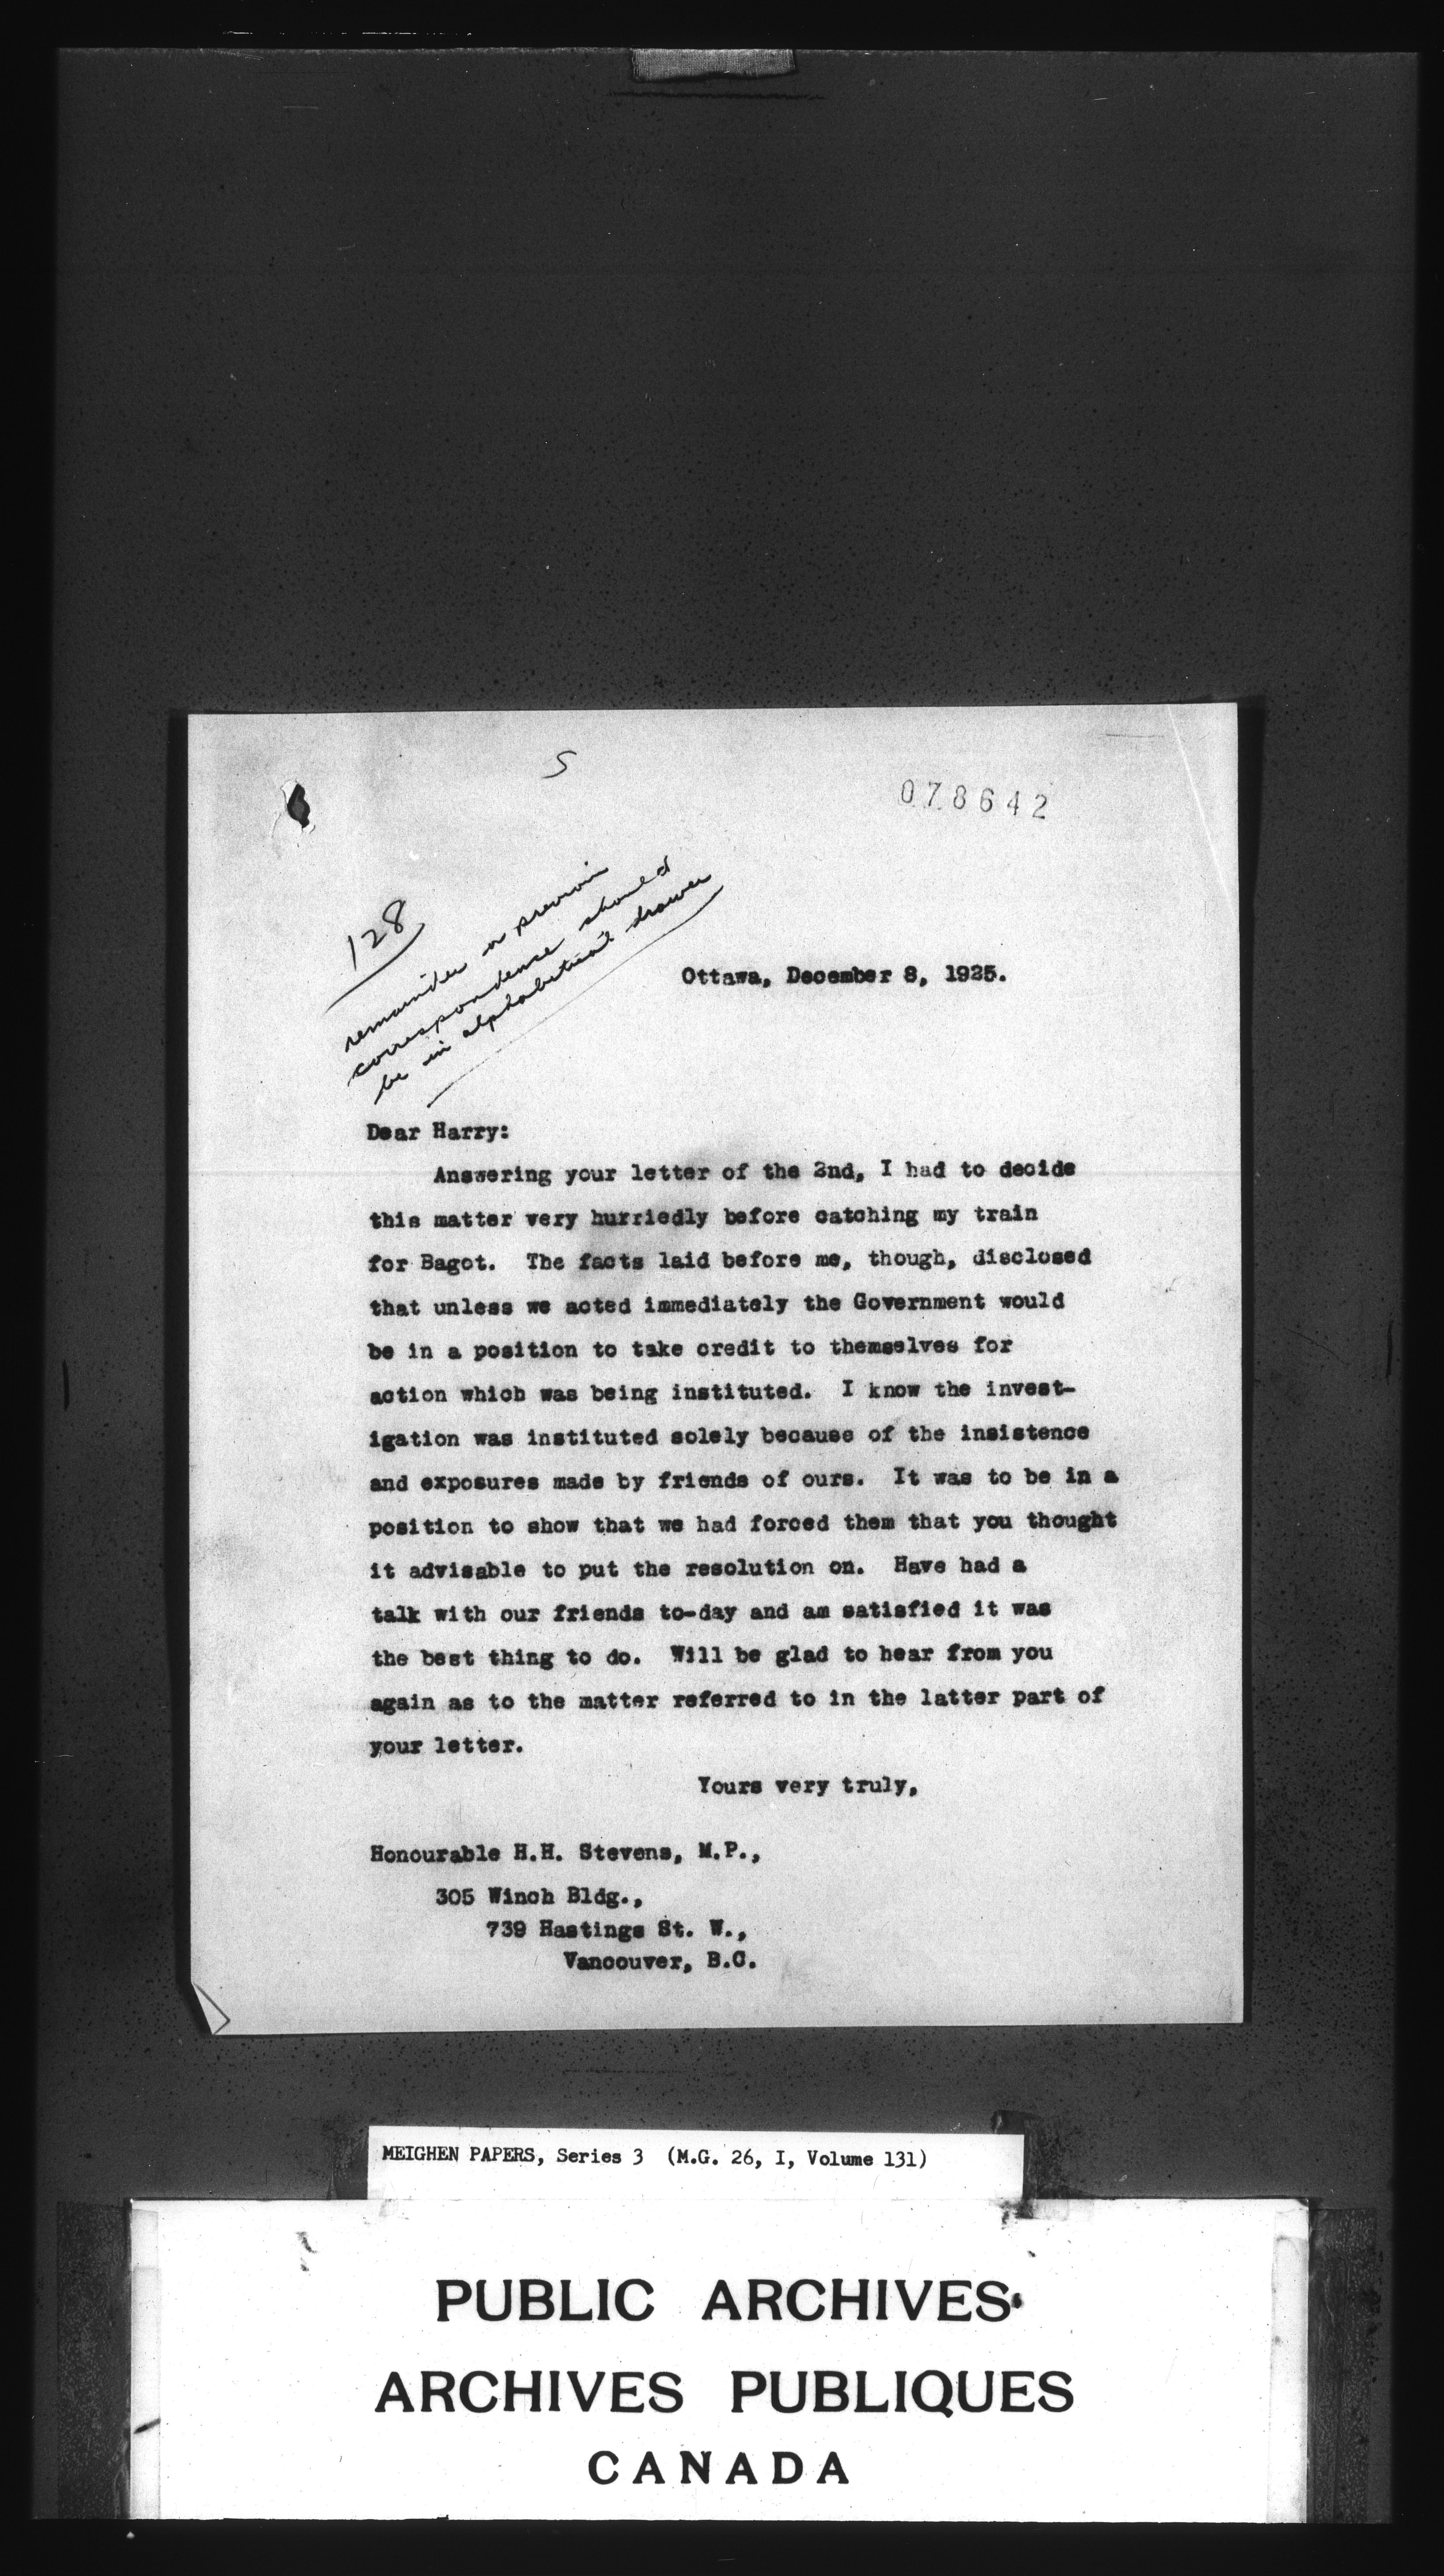 S
078642
128
remainder or previous
correspondence should
be in alphabetical drawer
Ottawa, December 8, 1925.
Dear Harry:
Answering your letter of the 2nd, I had to decide
this matter very hurriedly before catching my train
for Bagot. The facts laid before me, though, disclosed
that unless we acted immediately the Government would
be in a position to take credit to themselves for
action which was being instituted. I know the invest-
igation was instituted solely because of the insistence
and exposures made by friends of ours. It was to be in a
position to show that we had forced them that you thought
it advisable to put the resolution on. Have had a
talk with our friends to-day and am satisfied it was
the best thing to do. Will be glad to hear from you
again as to the matter referred to in the latter part of
your letter.
Yours very truly,
Honourable H.H. Stevens, M.P.,
305 Winch Bldg.,
739 Hastings St. W.,
Vancouver, B.C.
MEIGHEN PAPERS, Series 3 (M.G. 26, I, Volume 131)
PUBLIC ARCHIVES
ARCHIVES PUBLIQUES
CANADA